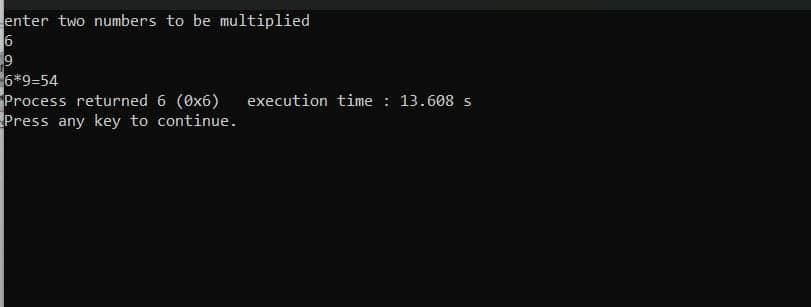 enter two numbers to be multiplied
6
9
6*9=54
Process returned 6 (0x6)   execution time : 13.608 s
Press any key to continue.